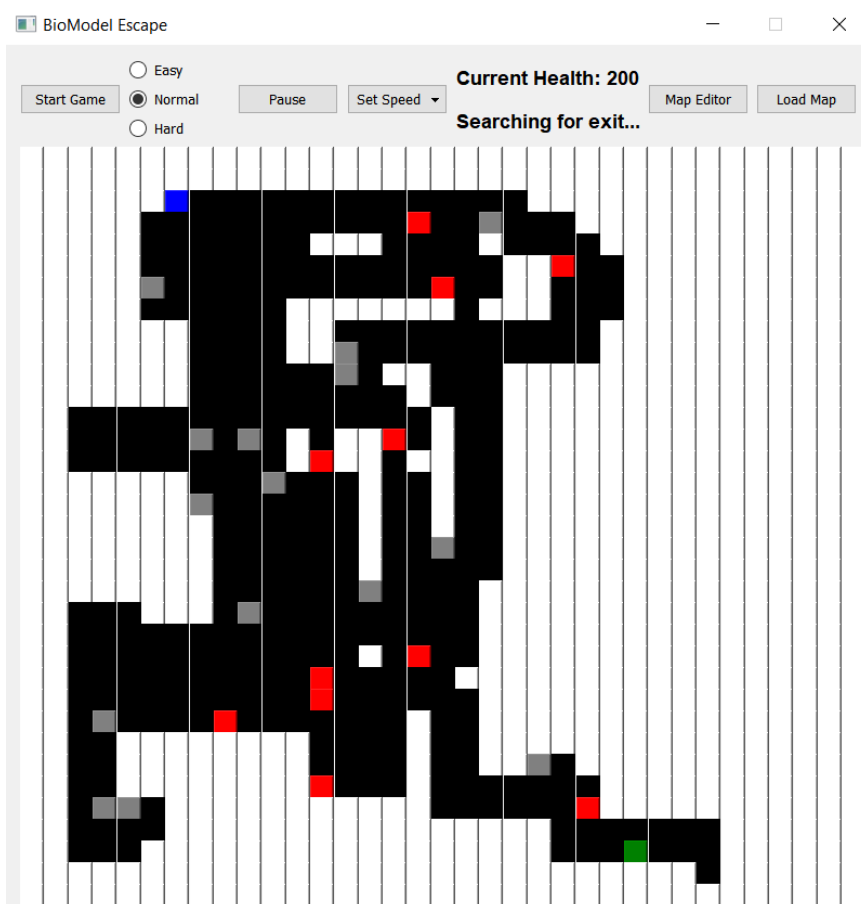 BioModel Escape
Easy
Start Game
Normal
Hard
Pause
Set Speed
Current Health: 200
Searching for exit...
Map Editor
Load Map